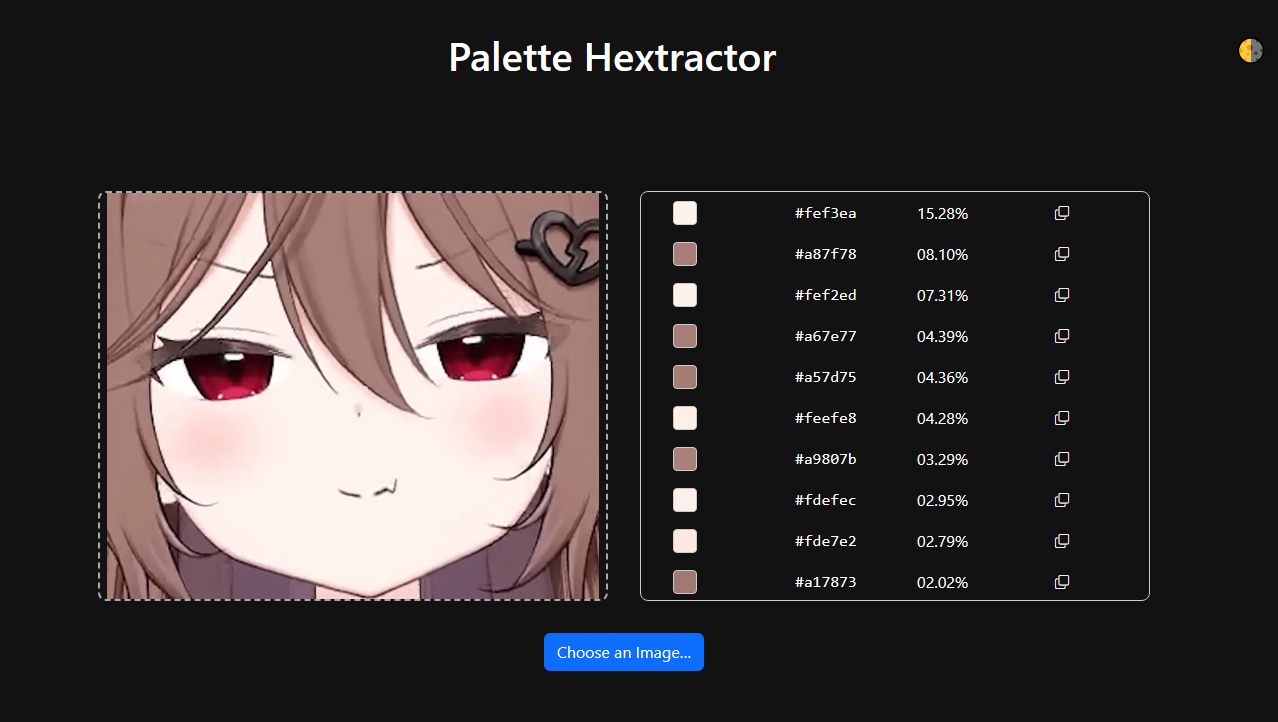 Palette Hextractor
#fef3ea 15.28%
#a87f78 08.10%
#fef2ed 07.31%
#a67e77 04.39%
#a57d75 04.36%
#feefe8 04.28%
#a9807b 03.29%
#fdefec 02.95%
#fde7e2 02.79%
#a17873 02.02%
Choose an Image...